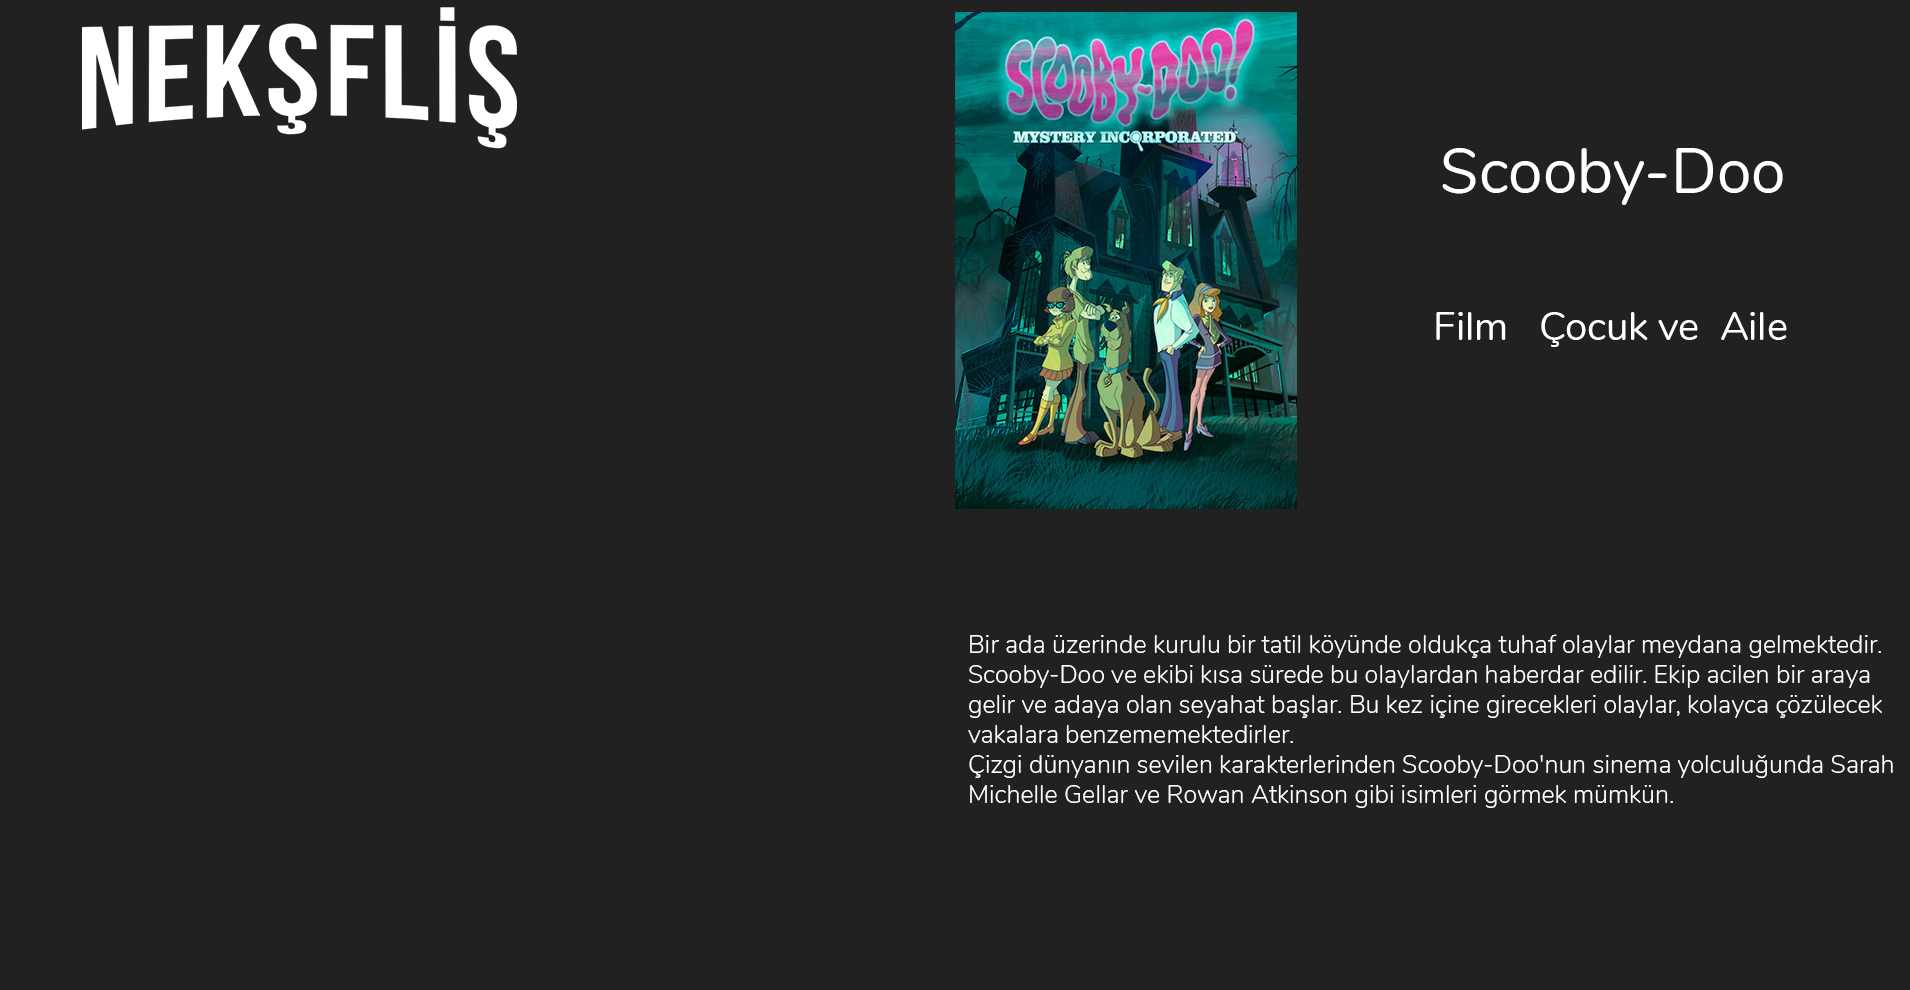 NEKŞFLİŞ
SCOOBY-DOO!
MYSTERY INCORPORATED
Scooby-Doo
Film Çocuk ve Aile
Bir ada üzerinde kurulu bir tatil köyünde oldukça tuhaf olaylar meydana gelmektedir.
Scooby-Doo ve ekibi kısa sürede bu olaylardan haberdar edilir. Ekip acilen bir araya
gelir ve adaya olan seyahat başlar. Bu kez içine girecekleri olaylar, kolayca çözülecek
vakalara benzememektedirler.
Çizgi dünyanın sevilen karakterlerinden Scooby-Doo'nun sinema yolculuğunda Sarah
Michelle Gellar ve Rowan Atkinson gibi isimleri görmek mümkün.